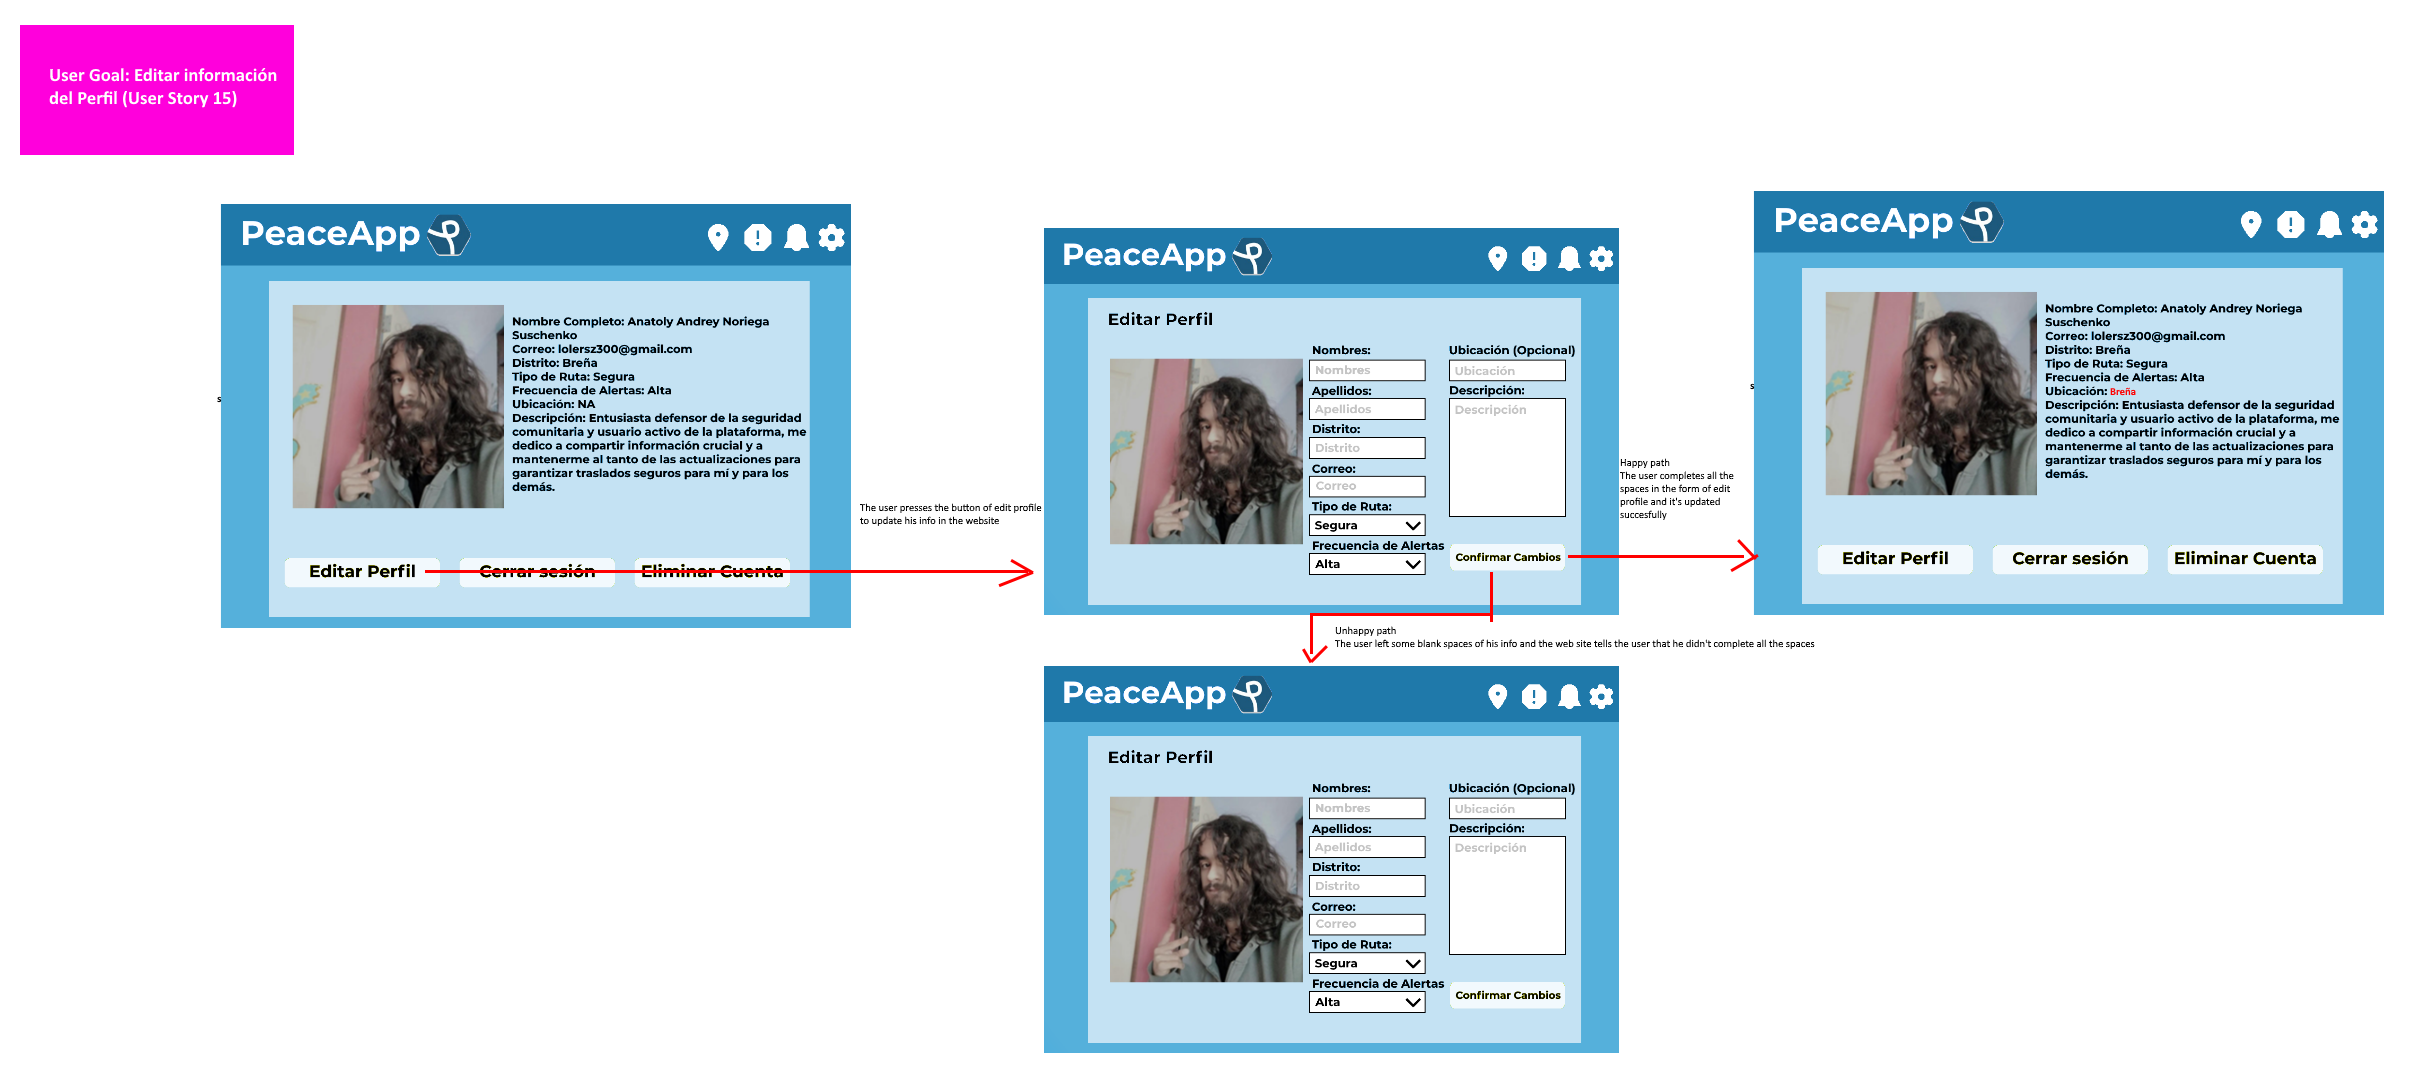 User Goal: Editar información
del Perfil (User Story 15)
PeaceApp
Nombre Completo: Anatoly Andrey Noriega
Suschenko
Correo: lolersz300@gmail.com
Distrito: Breña
Tipo de Ruta: Segura
Frecuencia de Alertas: Alta
Ubicación: NA
Descripción: Entusiasta defensor de la seguridad
comunitaria y usuario activo de la plataforma, me
dedico a compartir información crucial y a
mantenerme al tanto de las actualizaciones para
garantizar traslados seguros para mí y para los
demás.
Editar Perfil
Cerrar sesión
Eliminar Cuenta
s
The user presses the button of edit profile
to update his info in the website
PeaceApp
Editar Perfil
Nombres:
Nombres
Apellidos:
Apellidos
Distrito:
Distrito
Correo:
Correo
Tipo de Ruta:
Segura
Frecuencia de Alertas
Alta
Ubicación (Opcional)
Ubicación
Descripción:
Descripción
Confirmar Cambios
Happy path
The user completes all the
spaces in the form of edit
profile and it's updated
succesfully
s
PeaceApp
Nombre Completo: Anatoly Andrey Noriega
Suschenko
Correo: lolersz300@gmail.com
Distrito: Breña
Tipo de Ruta: Segura
Frecuencia de Alertas: Alta
Ubicación: Breña
Descripción: Entusiasta defensor de la seguridad
comunitaria y usuario activo de la plataforma, me
dedico a compartir información crucial y a
mantenerme al tanto de las actualizaciones para
garantizar traslados seguros para mí y para los
demás.
Editar Perfil
Cerrar sesión
Eliminar Cuenta
Unhappy path
The user left some blank spaces of his info and the web site tells the user that he didn't complete all the spaces
PeaceApp
Editar Perfil
Nombres:
Nombres
Apellidos:
Apellidos
Distrito:
Distrito
Correo:
Correo
Tipo de Ruta:
Segura
Frecuencia de Alertas
Alta
Ubicación (Opcional)
Ubicación
Descripción:
Descripción
Confirmar Cambios